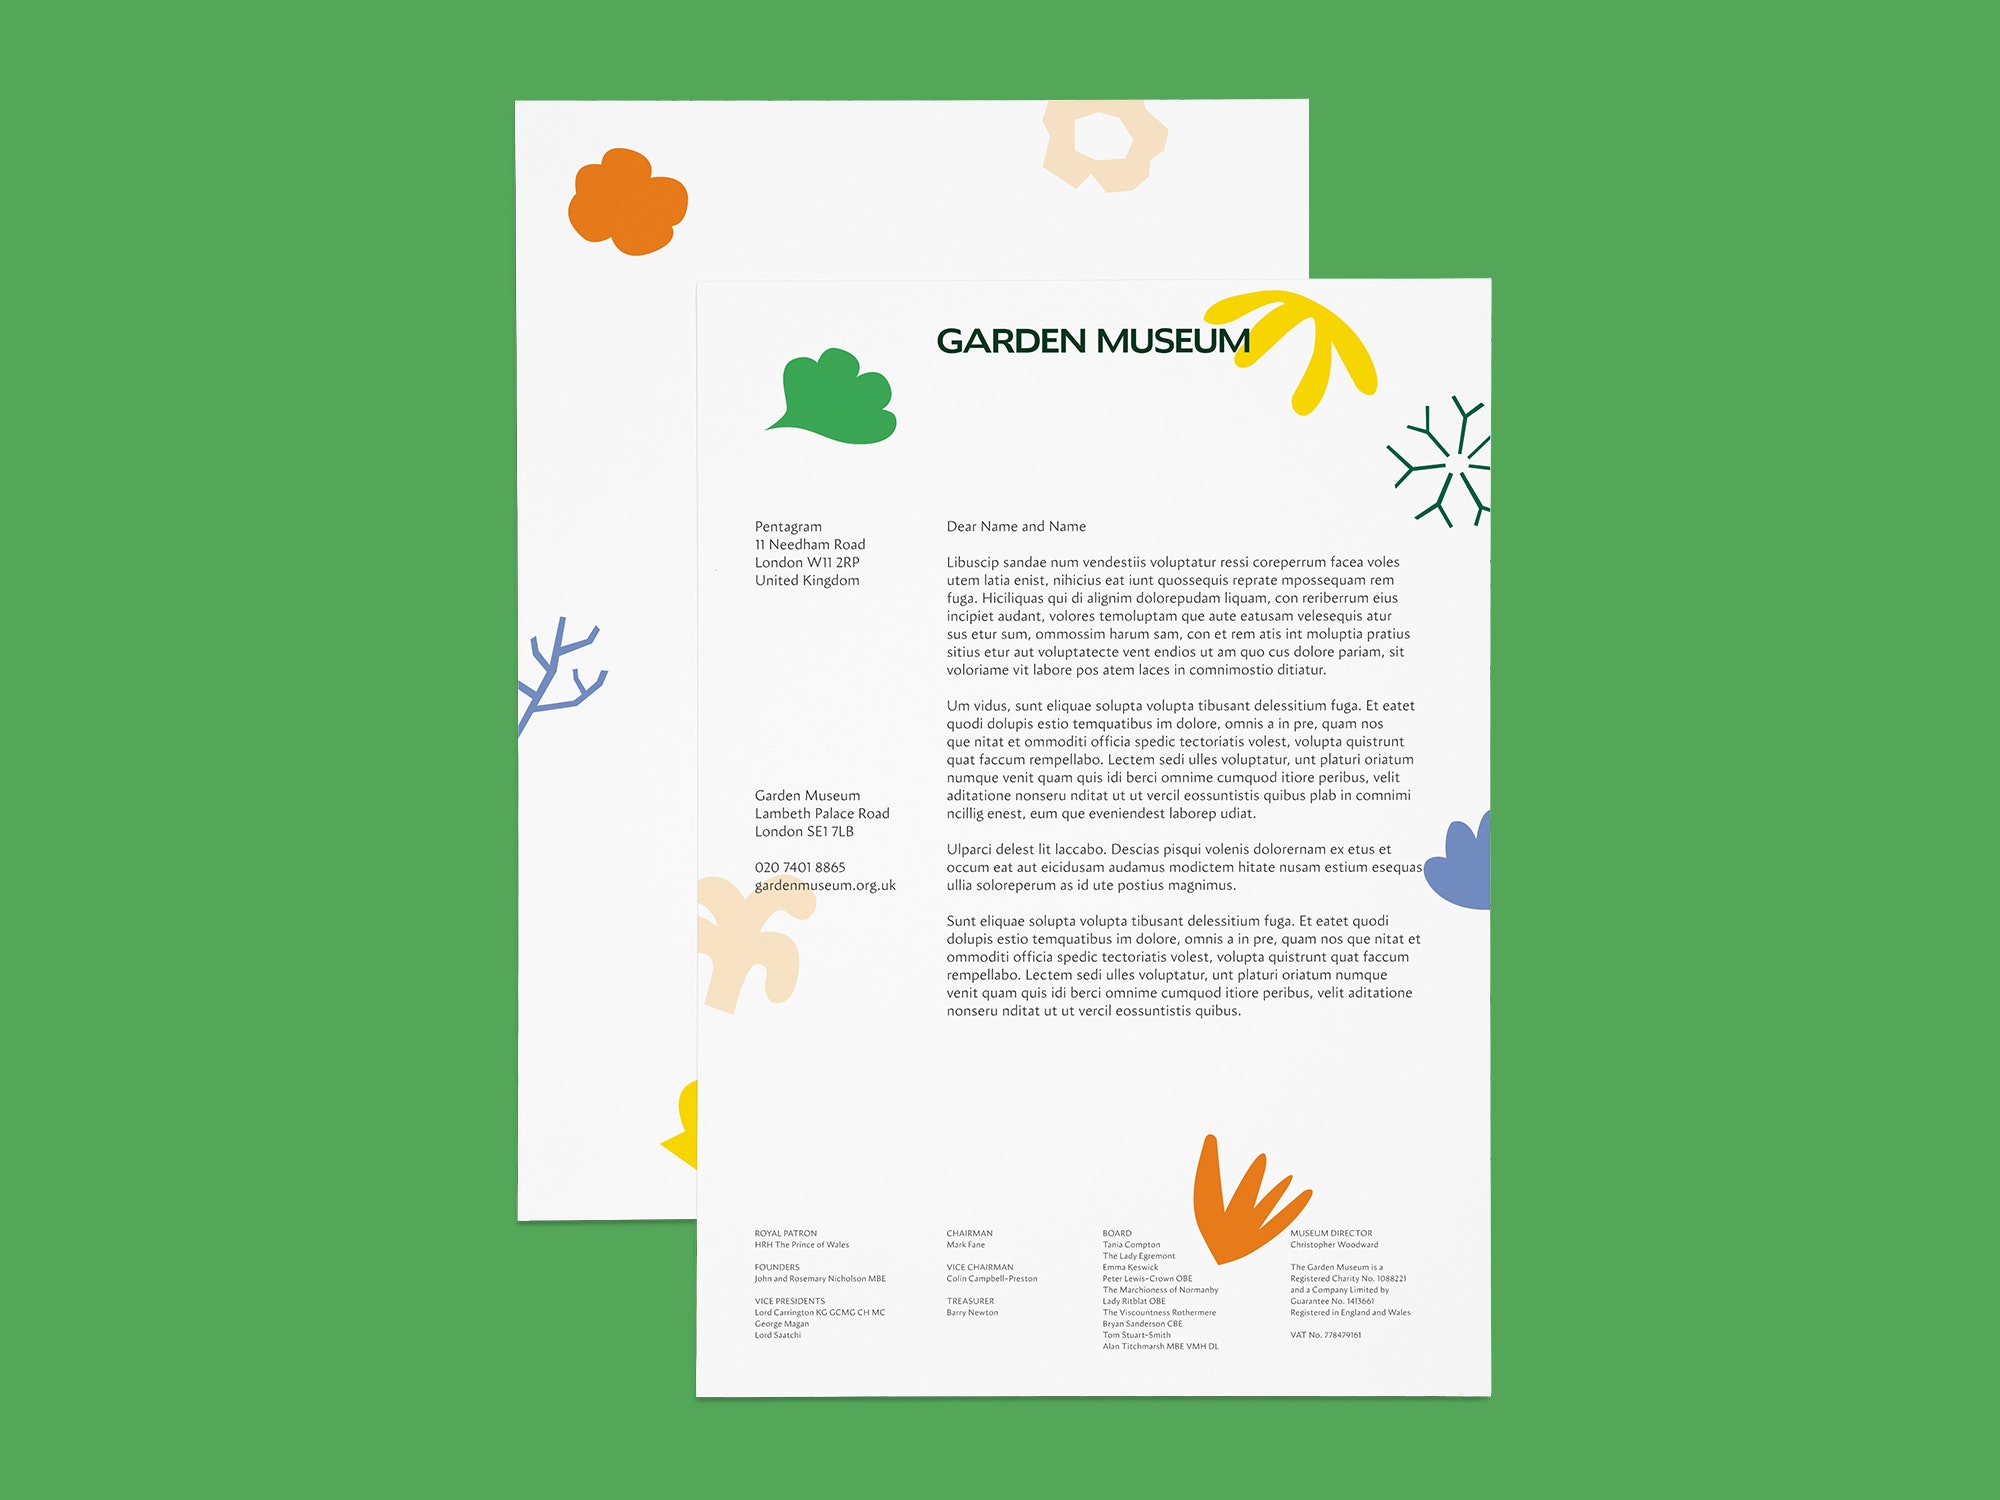 GARDEN MUSEUM
Pentagram
11 Needham Road
London W11 2RP
United Kingdom
Garden Museum
Lambeth Palace Road
London SE1 7LB
020 7401 8865
gardenmuseum.org.uk
Dear Name and Name
Libuscip sandae num vendestiis voluptatur ressi coreperrum facea voles
utem latia enist, nihicius eat iunt quossequis reprate mpossequam rem
fuga. Hiciliquas qui di alignim dolorepudam liquam, con reriberrum eius
incipiet audant, volores temoluptam que aute eatusam velesequis atur
sus etur sum, ommossim harum sam, con et rem atis int moluptia pratius
sitius etur aut voluptatecte vent endios ut am quo cus dolore pariam, sit
voloriame vit labore pos atem laces in comnimostio ditiatur.
Um vidus, sunt eliquae solupta volupta tibusant delessitium fuga. Et eatet
quodi dolupis estio temquatibus im dolore, omnis a in pre, quam nos
que nitat et ommoditi officia spedic tectoriatis volest, volupta quistrunt
quat faccum rempellabo. Lectem sedi ulles voluptatur, unt platuri oriatum
numque venit quam quis idi berci omnime cumquod itiore peribus, velit
aditatione nonseru nditat ut ut vercil eossuntistis quibus plab in comnimi
ncillig enest, eum que eveniendest laborep udiat.
Ulparci delest lit laccabo. Descias pisqui volenis dolorernam ex etus et
occum eat aut eicidusam audamus modictem hitate nusam estium esequas
ullia soloreperum as id ute postius magnimus.
Sunt eliquae solupta volupta tibusant delessitium fuga. Et eatet quodi
dolupis estio temquatibus im dolore, omnis a in pre, quam nos que nitat et
ommoditi officia spedic tectoriatis volest, volupta quistrunt quat faccum
rempellabo. Lectem sedi ulles voluptatur, unt platuri oriatum numque
venit quam quis idi berci omnime cumquod itiore peribus, velit aditatione
nonseru nditat ut ut vercil eossuntistis quibus.
ROYAL PATRON
HRH The Prince of Wales
FOUNDERS
John and Rosemary Nicholson MBE
VICE PRESIDENTS
Lord Carrington KG GCMG CH MC
George Magan
Lord Saatchi
CHAIRMAN
Mark Fane
VICE CHAIRMAN
Colin Campbell-Preston
TREASURER
Barry Newton
BOARD
Tania Compton
The Lady Egremont
Emma Keswick
Peter Lewis-Crown OBE
The Marchioness of Normanby
Lady Ritblat OBE
The Viscountness Rothermere
Bryan Sanderson CBE
Tom Stuart-Smith
Alan Titchmarsh MBE VMH DL
MUSEUM DIRECTOR
Christopher Woodward
The Garden Museum is a
Registered Charity No. 1088221
and a Company Limited by
Guarantee No. 1413661
Registered in England and Wales
VAT No. 778479161